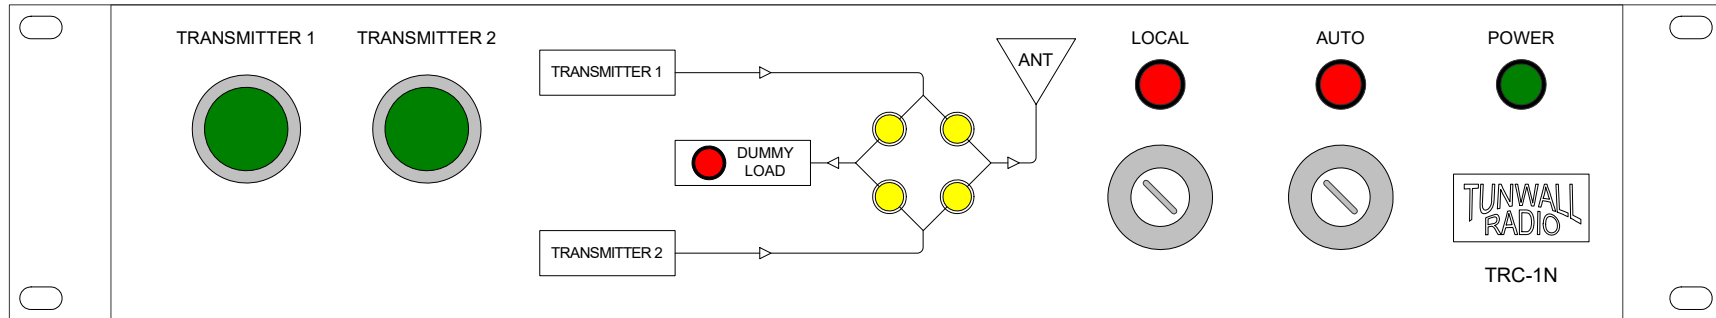 TRANSMITTER 1
TRANSMITTER 2
TRANSMITTER 1
ANT
DUMMY
LOAD
TRANSMITTER 2
LOCAL
AUTO
POWER
TUNWALL
RADIO
TRC-1N